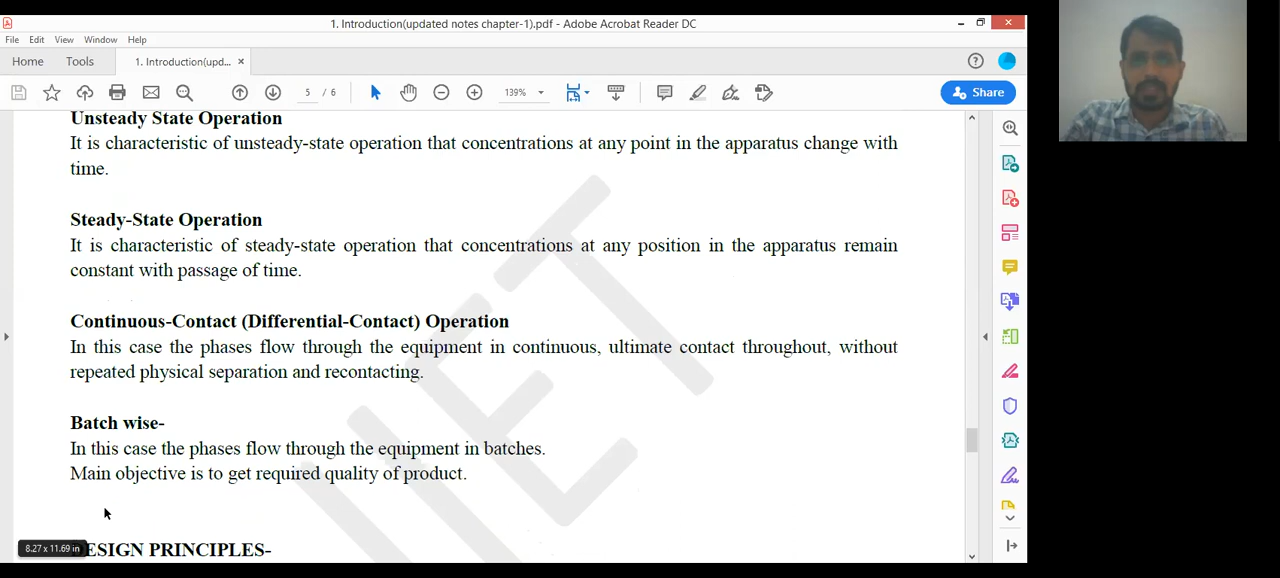 1. Introduction(updated notes chapter-1).pdf - Adobe Acrobat Reader DC
File Edit View Window Help
Home Tools 1. Introduction(upd... ×
5 / 6 139% Share
Unsteady State Operation
It is characteristic of unsteady-state operation that concentrations at any point in the apparatus change with
time.
Steady-State Operation
It is characteristic of steady-state operation that concentrations at any position in the apparatus remain
constant with passage of time.
Continuous-Contact (Differential-Contact) Operation
In this case the phases flow through the equipment in continuous, ultimate contact throughout, without
repeated physical separation and recontacting.
Batch wise-
In this case the phases flow through the equipment in batches.
Main objective is to get required quality of product.
8.27 x 11.69 in
DESIGN PRINCIPLES-